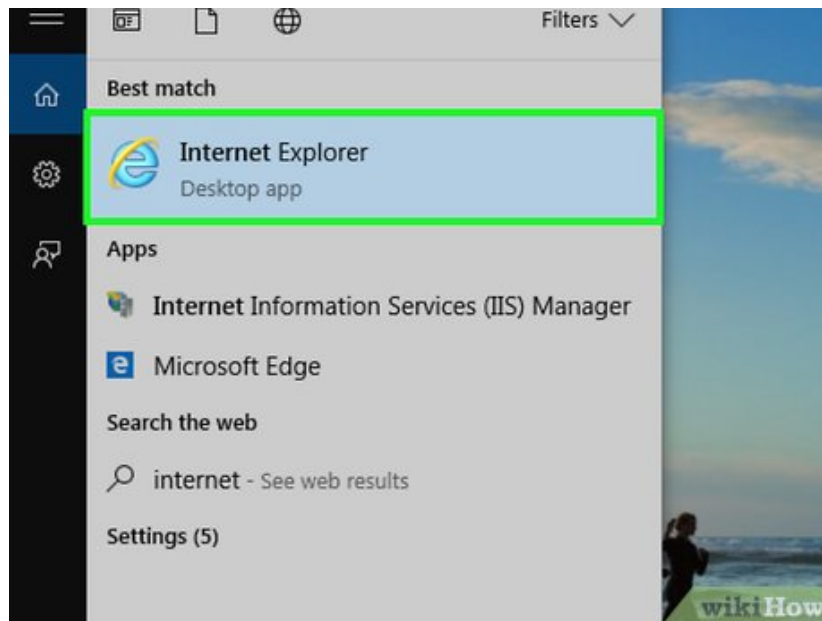 Filters
Best match
Internet Explorer
Desktop app
Apps
Internet Information Services (IIS) Manager
Microsoft Edge
Search the web
internet - See web results
Settings (5)
wikiHow